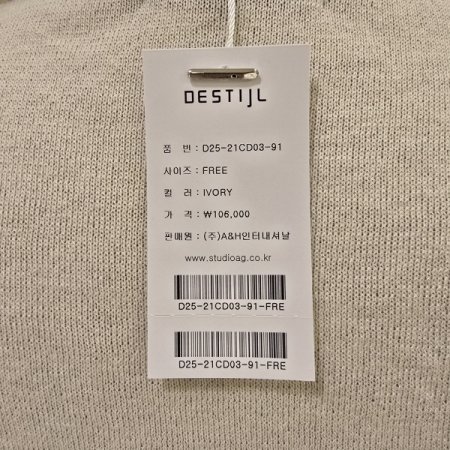 DESTIJL
품 번 : D25-21CD03-91
사이즈 : FREE
컬 러 : IVORY
가 격 : ₩106,000
판매원 : (주)A&H인터내셔날
www.studioag.co.kr
D25-21CD03-91-FRE
D25-21CD03-91-FRE